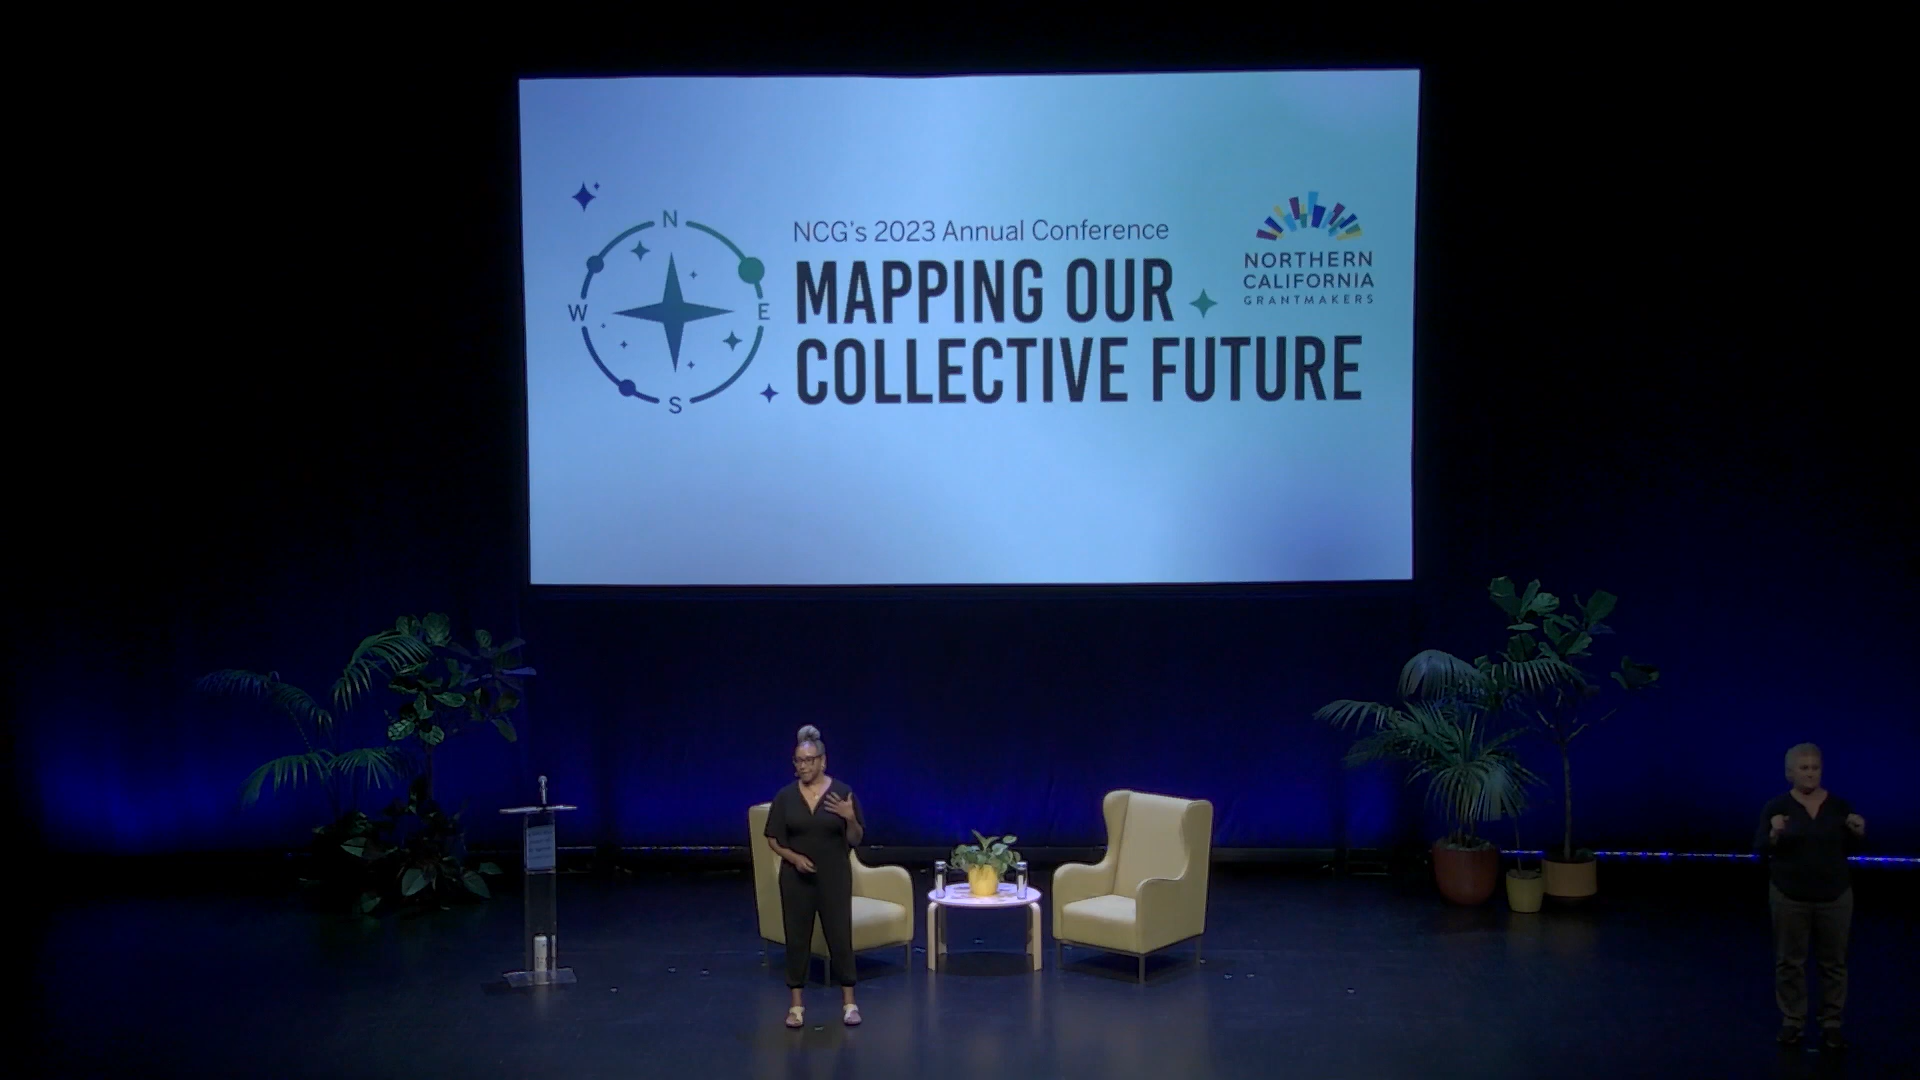 N
W
E
S
NCG's 2023 Annual Conference
MAPPING OUR
COLLECTIVE FUTURE
NORTHERN
CALIFORNIA
GRANTMAKERS